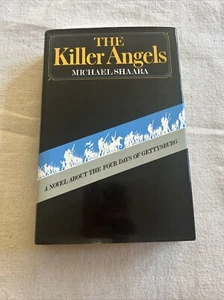 THE
Killer Angels
MICHAEL SHAARA
A NOVEL ABOUT THE FOUR DAYS OF GETTYSBURG